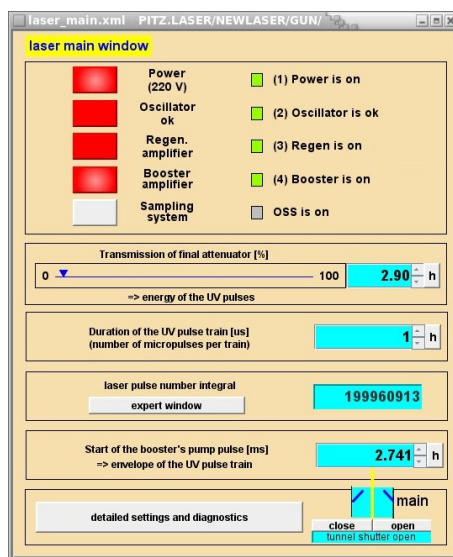 laser_main.xml PITZ.LASER/NEWLASER/GUN/
laser main window
Power
(220 V)
(1) Power is on
Oscillator
ok
(2) Oscillator is ok
Regen.
amplifier
(3) Regen is on
Booster
amplifier
(4) Booster is on
Sampling
system
OSS is on
Transmission of final attenuator [%]
0 100 2.90 h
=> energy of the UV pulses
Duration of the UV pulse train [us]
(number of micropulses per train)
1 h
laser pulse number integral
expert window
199960913
Start of the booster's pump pulse [ms]
=> envelope of the UV pulse train
2.741 h
detailed settings and diagnostics
main
close open
tunnel shutter open